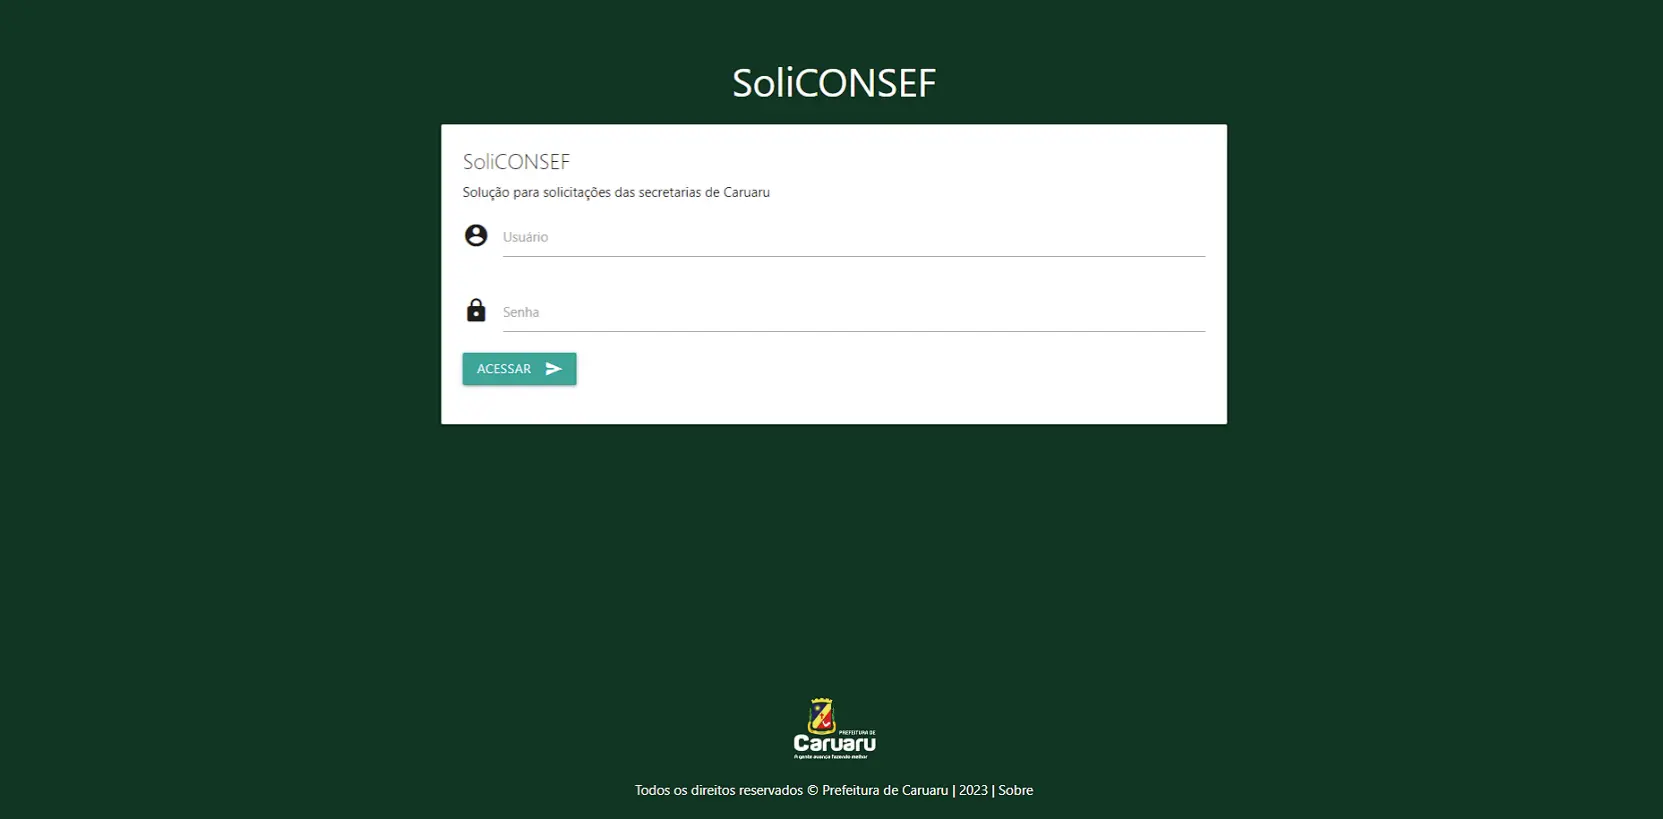 SoliCONSEF
SoliCONSEF
Solução para solicitações das secretarias de Caruaru
Usuário
Senha
ACESSAR
PREFEITURA DE
Caruaru
A gente avança fazendo melhor
Todos os direitos reservados © Prefeitura de Caruaru | 2023 | Sobre